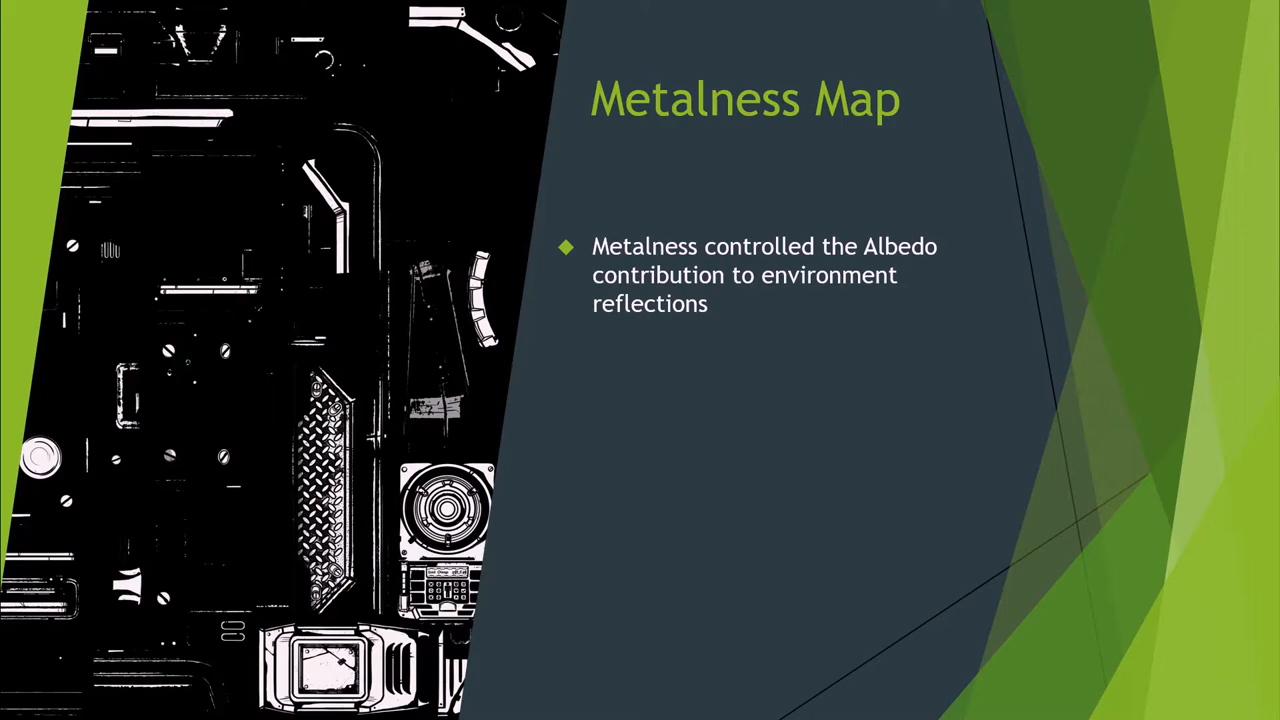 Metalness Map
Metalness controlled the Albedo
contribution to environment
reflections